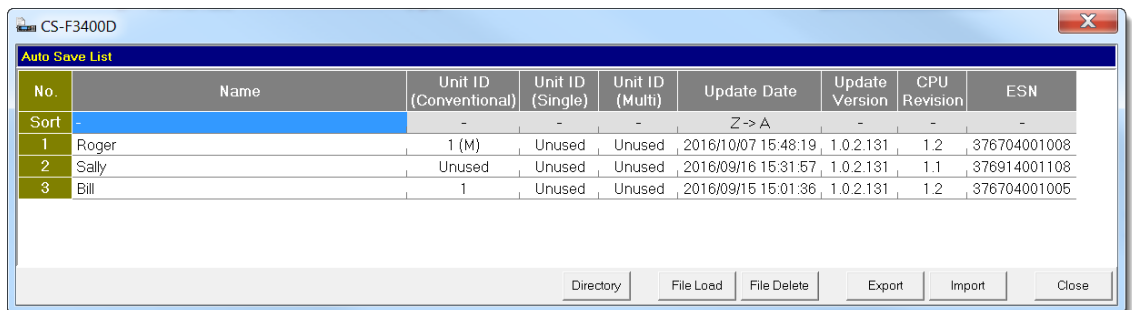 CS-F3400D
Auto Save List
No. Name Unit ID (Conventional) Unit ID (Single) Unit ID (Multi) Update Date Update Version CPU Revision ESN
Sort - - - - Z -> A - - -
1 Roger 1 (M) Unused Unused 2016/10/07 15:48:19 1.0.2.131 1.2 376704001008
2 Sally Unused Unused Unused 2016/09/16 15:31:57 1.0.2.131 1.1 376914001108
3 Bill 1 Unused Unused 2016/09/15 15:01:36 1.0.2.131 1.2 376704001005
Directory File Load File Delete Export Import Close